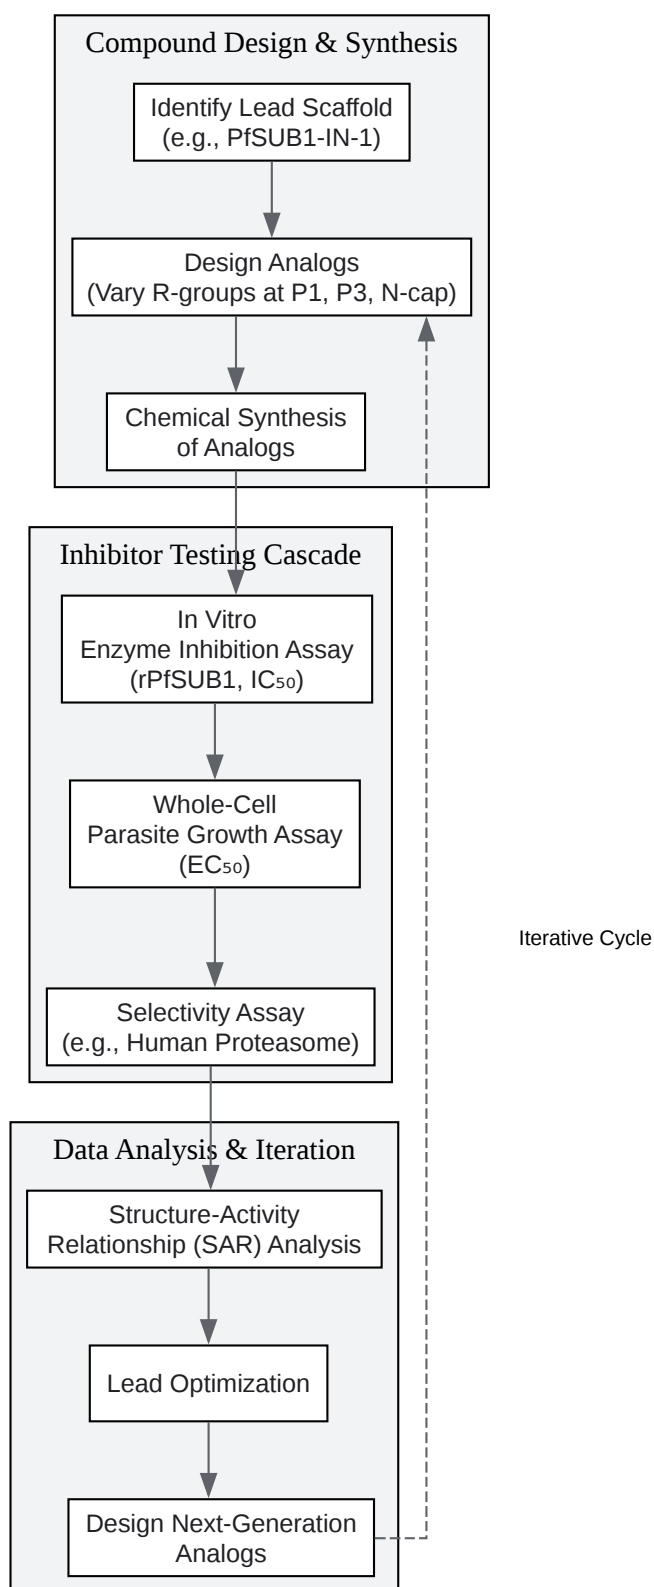 Compound Design & Synthesis
Identify Lead Scaffold
(e.g., PfSUB1-IN-1)
Design Analogs
(Vary R-groups at P1, P3, N-cap)
Chemical Synthesis
of Analogs
Inhibitor Testing Cascade
In Vitro
Enzyme Inhibition Assay
(rPfSUB1, IC₅₀)
Whole-Cell
Parasite Growth Assay
(EC₅₀)
Iterative Cycle
Selectivity Assay
(e.g., Human Proteasome)
Data Analysis & Iteration
Structure-Activity
Relationship (SAR) Analysis
Lead Optimization
Design Next-Generation
Analogs